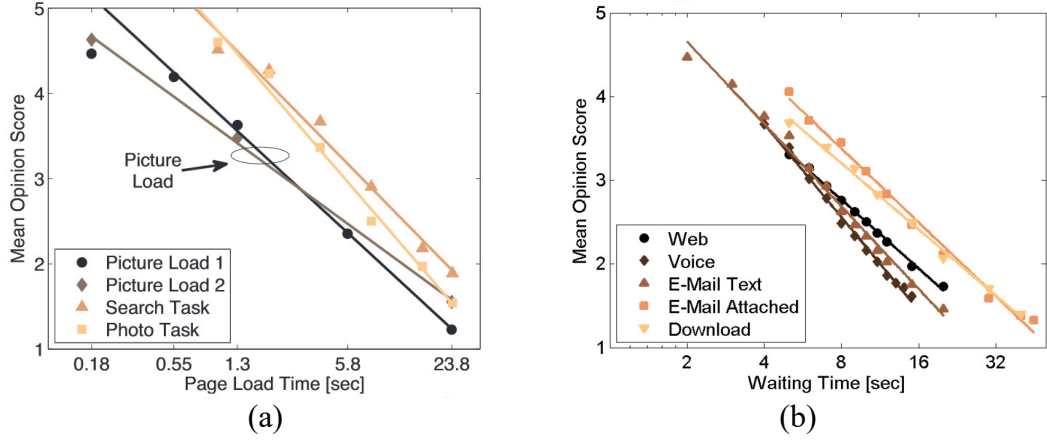 Mean Opinion Score
5
4
3
2
1
Picture
Load
Picture Load 1
Picture Load 2
Search Task
Photo Task
0.18 0.55 1.3 5.8 23.8
Page Load Time [sec]
(a)
Mean Opinion Score
5
4
3
2
1
Web
Voice
E-Mail Text
E-Mail Attached
Download
2 4 8 16 32
Waiting Time [sec]
(b)